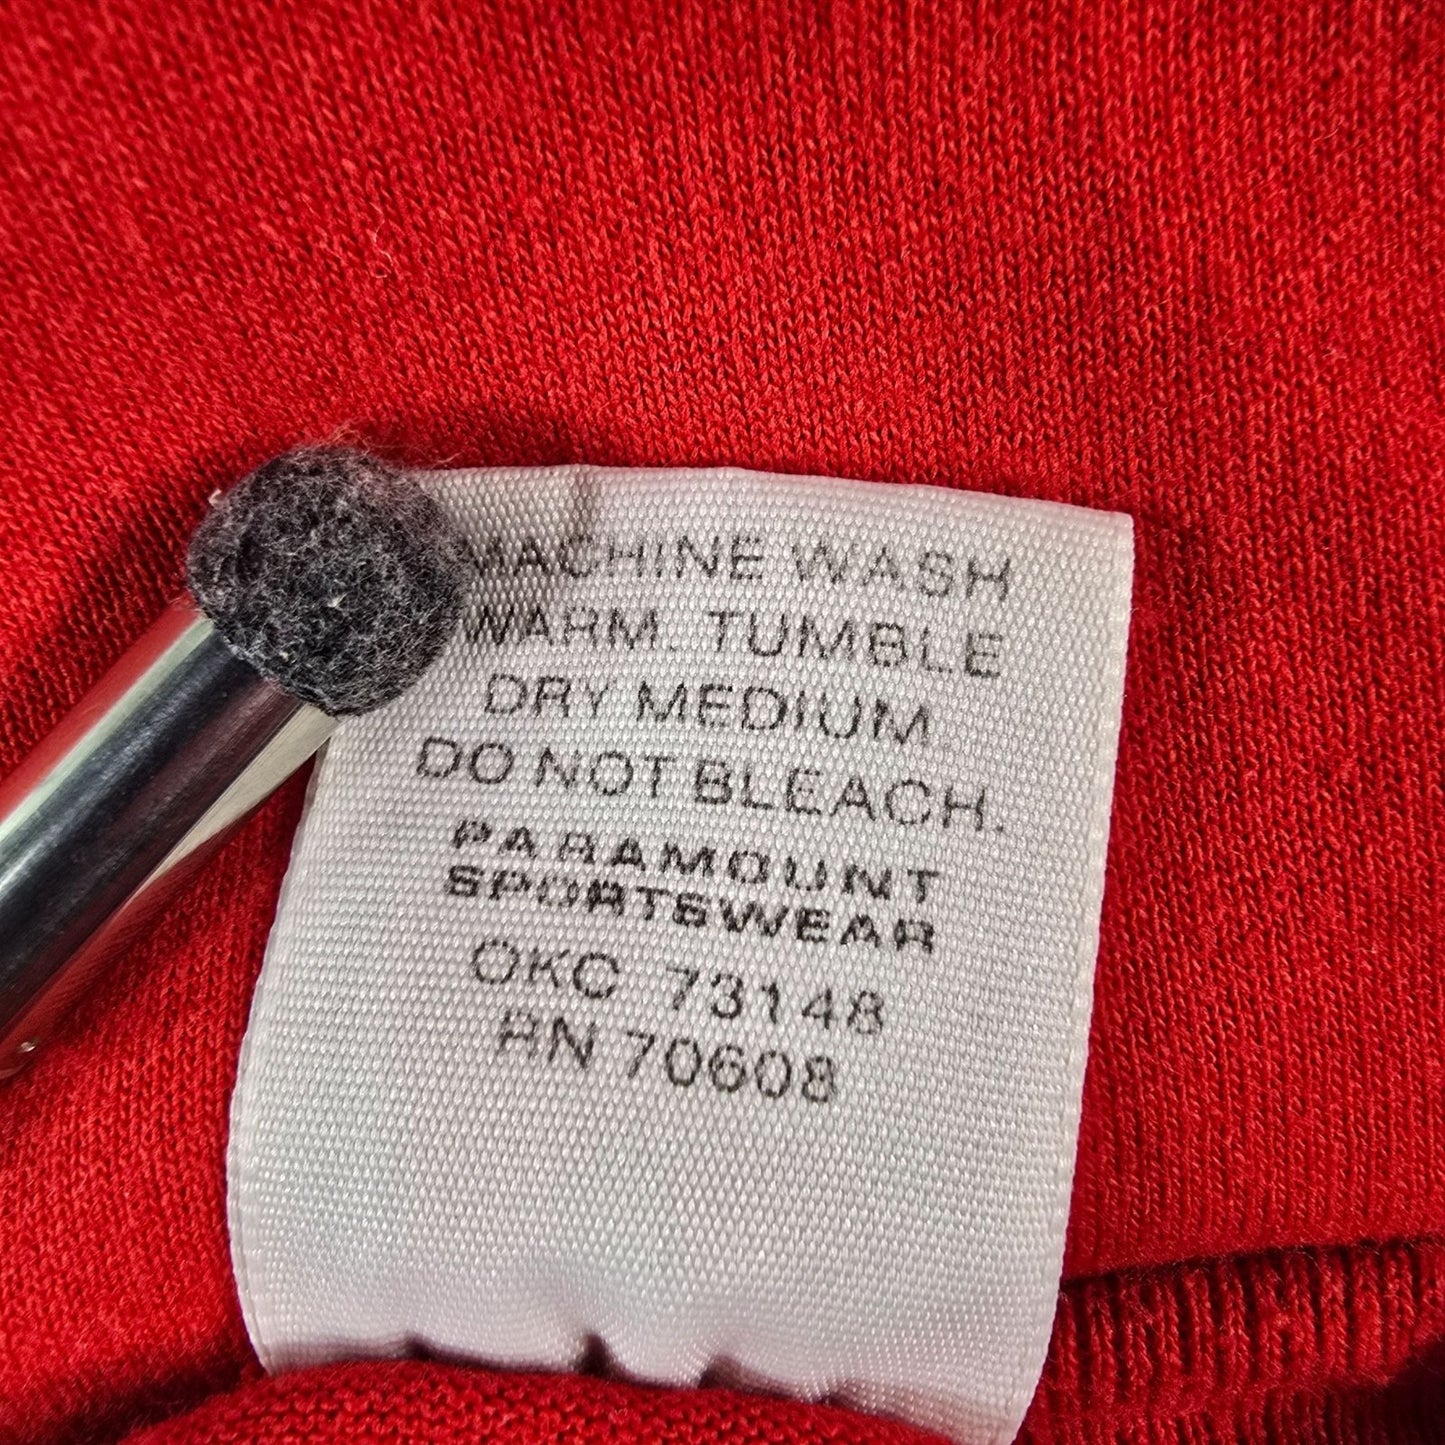 MACHINE WASH
WARM. TUMBLE
DRY MEDIUM.
DO NOT BLEACH.
PARAMOUNT
SPORTSWEAR
OKC 73148
RN 70608